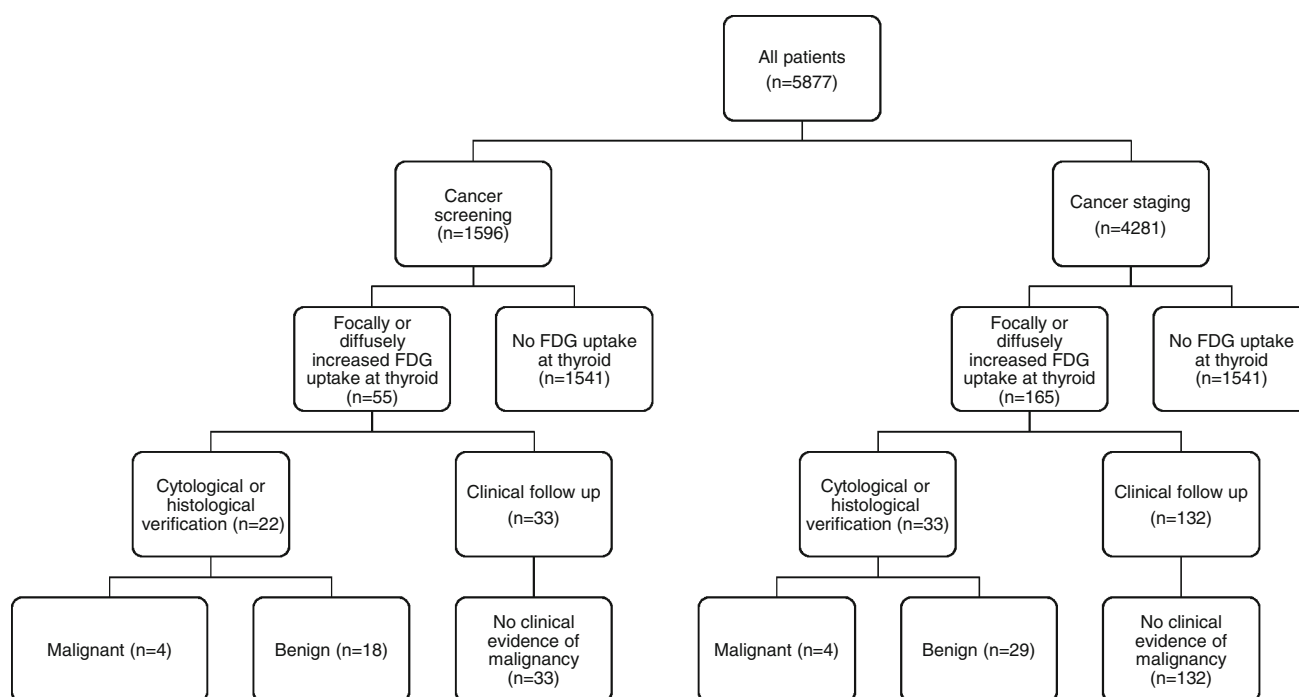 All patients
(n=5877)
Cancer
screening
(n=1596)
Cancer staging
(n=4281)
Focally or
diffusely
increased FDG
uptake at thyroid
(n=55)
No FDG uptake
at thyroid
(n=1541)
Focally or
diffusely
increased FDG
uptake at thyroid
(n=165)
No FDG uptake
at thyroid
(n=1541)
Cytological or
histological
verification (n=22)
Clinical follow up
(n=33)
Cytological or
histological
verification (n=33)
Clinical follow up
(n=132)
Malignant (n=4)
Benign (n=18)
No clinical
evidence of
malignancy
(n=33)
Malignant (n=4)
Benign (n=29)
No clinical
evidence of
malignancy
(n=132)